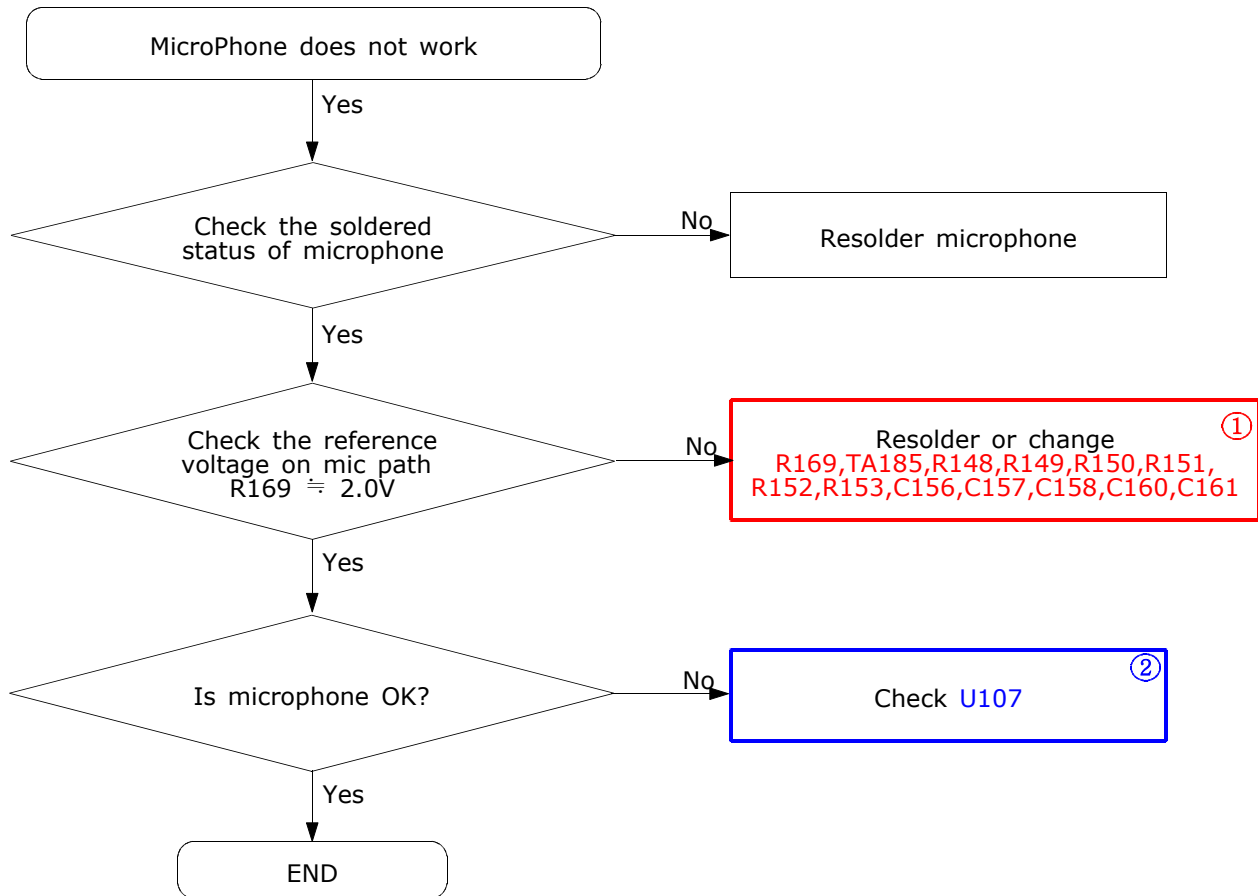 MicroPhone does not work
Yes
Check the soldered
status of microphone
No
Resolder microphone
Yes
Check the reference
voltage on mic path
R169 ≒ 2.0V
No
①
Resolder or change
R169,TA185,R148,R149,R150,R151,
R152,R153,C156,C157,C158,C160,C161
Yes
Is microphone OK?
No
②
Check U107
Yes
END